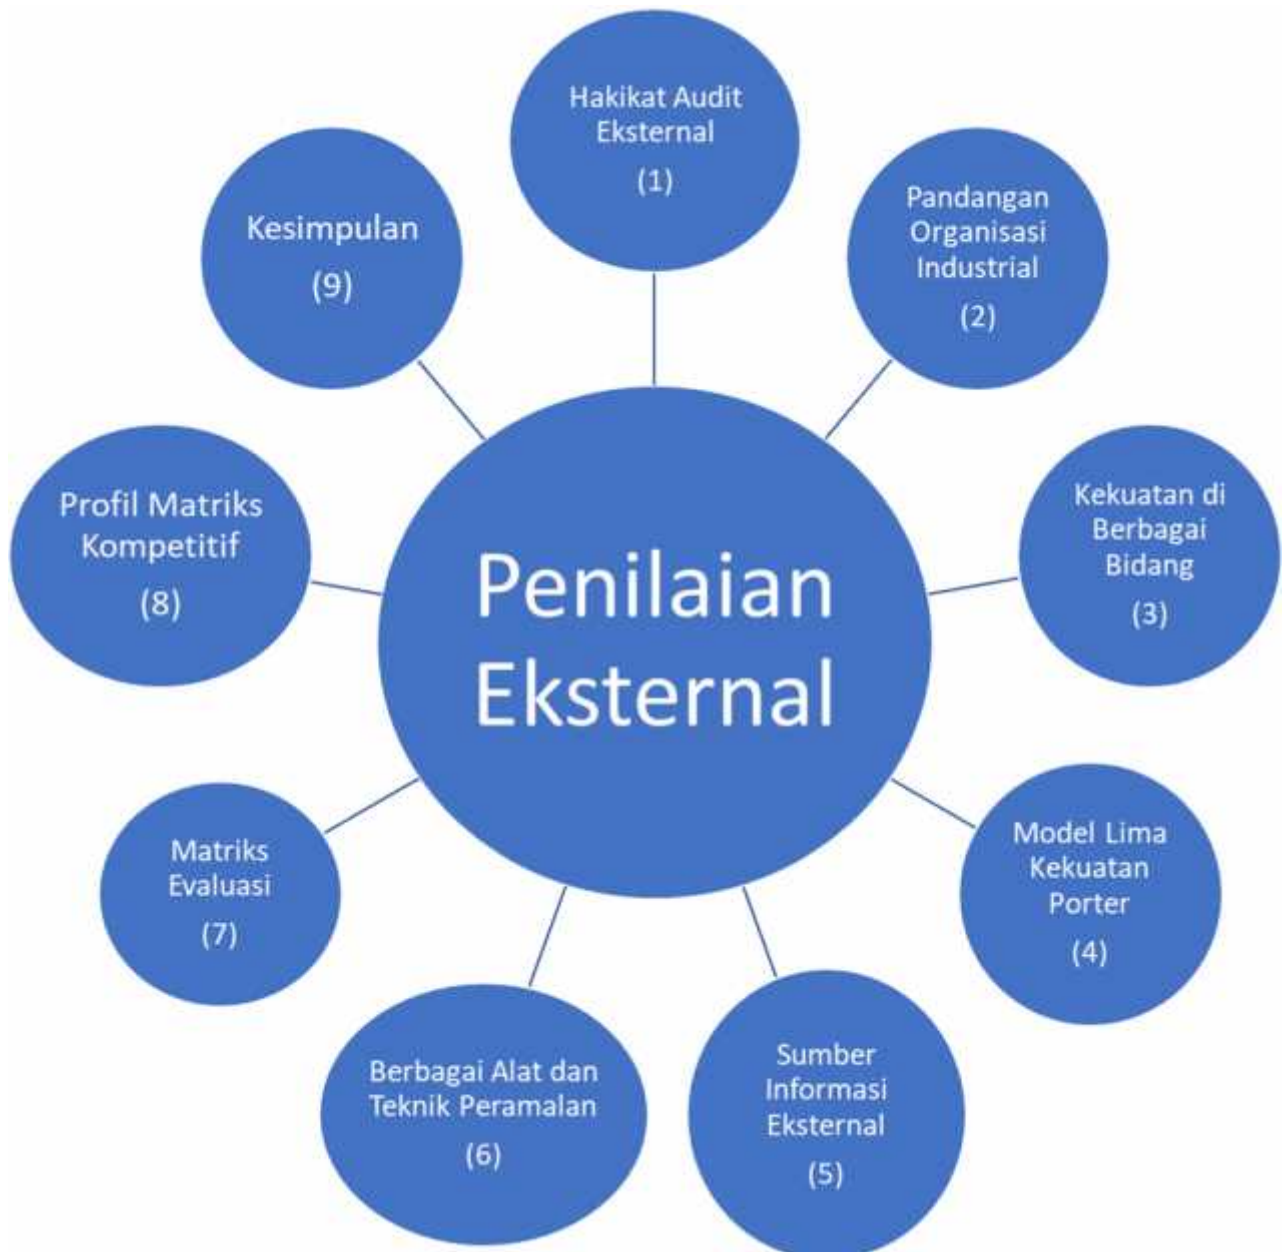 Penilaian
Eksternal
Hakikat Audit
Eksternal
(1)
Pandangan
Organisasi
Industrial
(2)
Kekuatan di
Berbagai
Bidang
(3)
Model Lima
Kekuatan
Porter
(4)
Sumber
Informasi
Eksternal
(5)
Berbagai Alat dan
Teknik Peramalan
(6)
Matriks
Evaluasi
(7)
Profil Matriks
Kompetitif
(8)
Kesimpulan
(9)